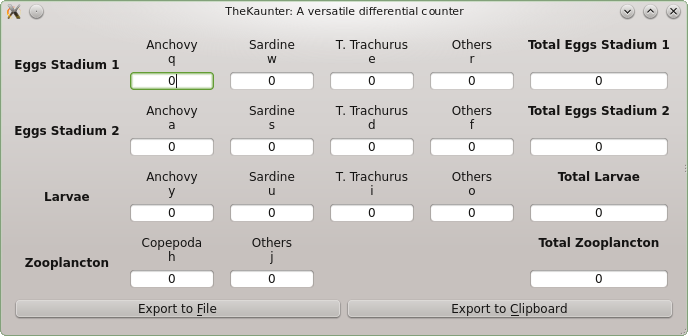 TheKaunter: A versatile differential counter
Anchovy Sardine T. Trachurus Others Total Eggs Stadium 1
q w e r
Eggs Stadium 1
0 0 0 0 0
Anchovy Sardine T. Trachurus Others Total Eggs Stadium 2
a s d f
Eggs Stadium 2
0 0 0 0 0
Anchovy Sardine T. Trachurus Others Total Larvae
y u i o
Larvae
0 0 0 0 0
Copepoda Others Total Zooplancton
h j
Zooplancton
0 0 0
Export to File Export to Clipboard